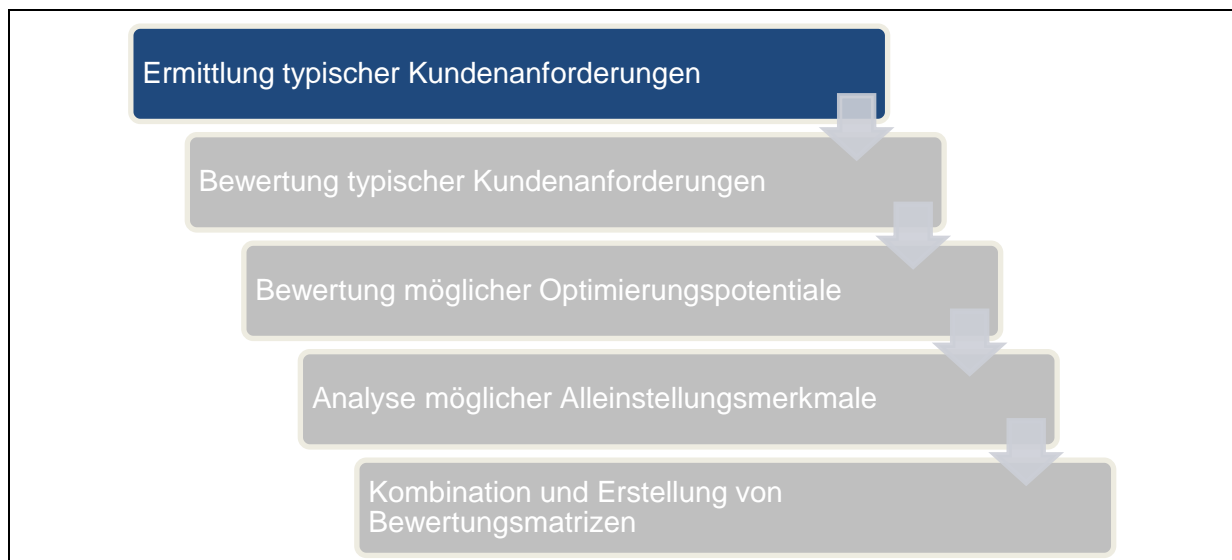 Ermittlung typischer Kundenanforderungen
Bewertung typischer Kundenanforderungen
Bewertung möglicher Optimierungspotentiale
Analyse möglicher Alleinstellungsmerkmale
Kombination und Erstellung von
Bewertungsmatrizen